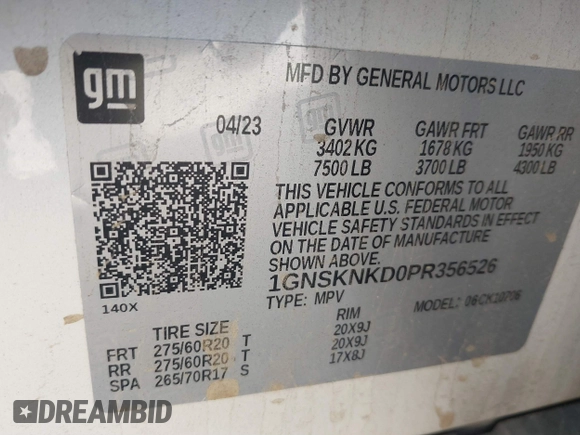 gm
MFD BY GENERAL MOTORS LLC
04/23 GVWR GAWR FRT GAWR RR
3402 KG 1678 KG 1950 KG
7500 LB 3700 LB 4300 LB
THIS VEHICLE CONFORMS TO ALL
APPLICABLE U.S. FEDERAL MOTOR
VEHICLE SAFETY STANDARDS IN EFFECT
ON THE DATE OF MANUFACTURE
SHOWN ABOVE.
1GNSKNKD0PR356526
140X
TYPE: MPV MODEL: 06CK10706
TIRE SIZE RIM
FRT 275/60R20 T 20X9J
RR 275/60R20 T 20X9J
SPA 265/70R17 S 17X8J
DREAMBID